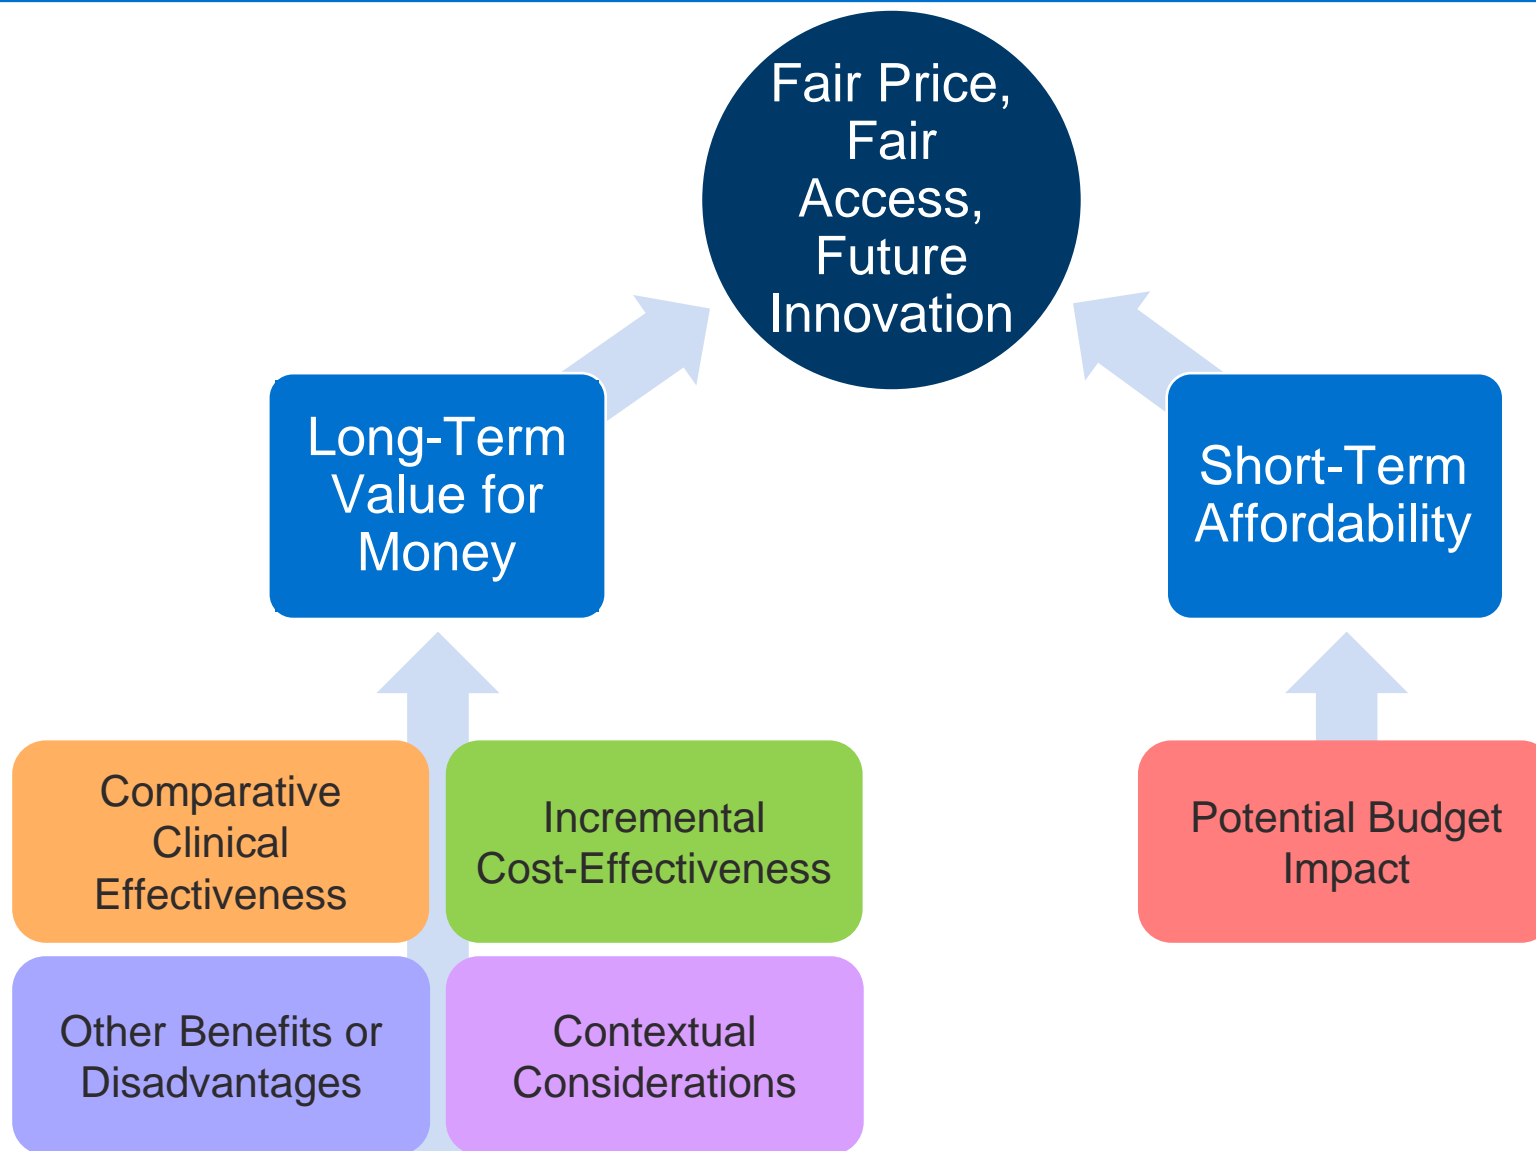 Fair Price,
Fair
Access,
Future
Innovation
Long-Term
Value for
Money
Short-Term
Affordability
Comparative
Clinical
Effectiveness
Incremental
Cost-Effectiveness
Potential Budget
Impact
Other Benefits or
Disadvantages
Contextual
Considerations